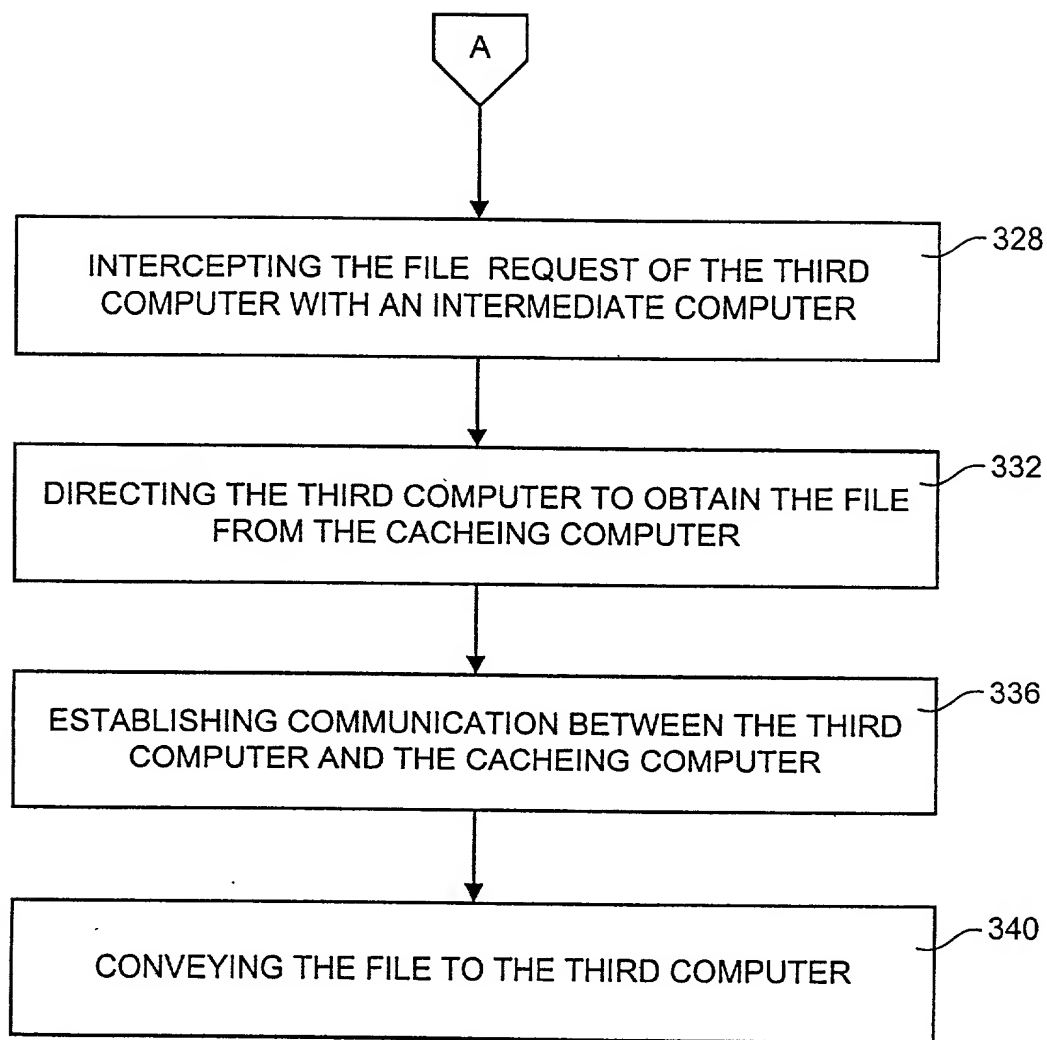 A
INTERCEPTING THE FILE REQUEST OF THE THIRD
COMPUTER WITH AN INTERMEDIATE COMPUTER
328
DIRECTING THE THIRD COMPUTER TO OBTAIN THE FILE
FROM THE CACHEING COMPUTER
332
ESTABLISHING COMMUNICATION BETWEEN THE THIRD
COMPUTER AND THE CACHEING COMPUTER
336
CONVEYING THE FILE TO THE THIRD COMPUTER
340